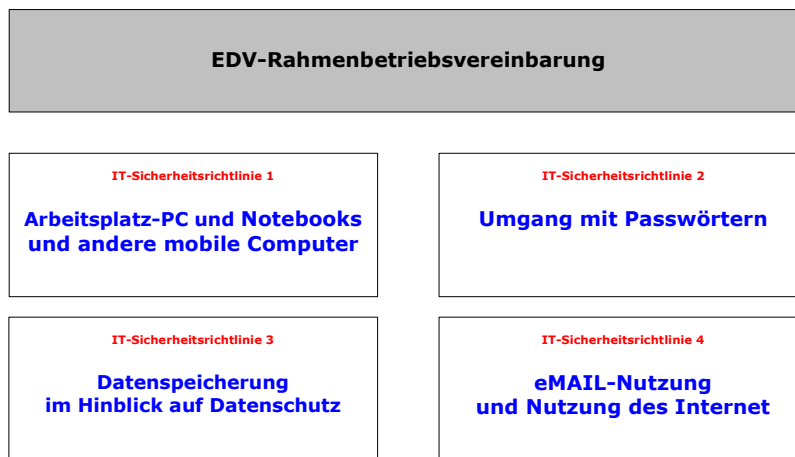 EDV-Rahmenbetriebsvereinbarung
IT-Sicherheitsrichtlinie 1
Arbeitsplatz-PC und Notebooks
und andere mobile Computer
IT-Sicherheitsrichtlinie 2
Umgang mit Passwörtern
IT-Sicherheitsrichtlinie 3
Datenspeicherung
im Hinblick auf Datenschutz
IT-Sicherheitsrichtlinie 4
eMAIL-Nutzung
und Nutzung des Internet